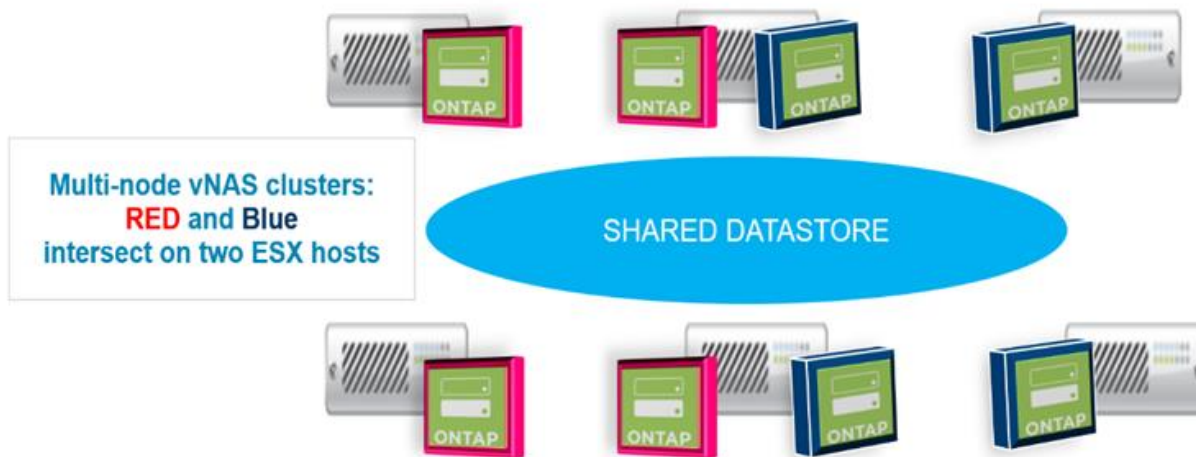 ONTAP
ONTAP
ONTAP
ONTAP
Multi-node vNAS clusters:
RED and Blue
intersect on two ESX hosts
SHARED DATASTORE
ONTAP
ONTAP
ONTAP
ONTAP